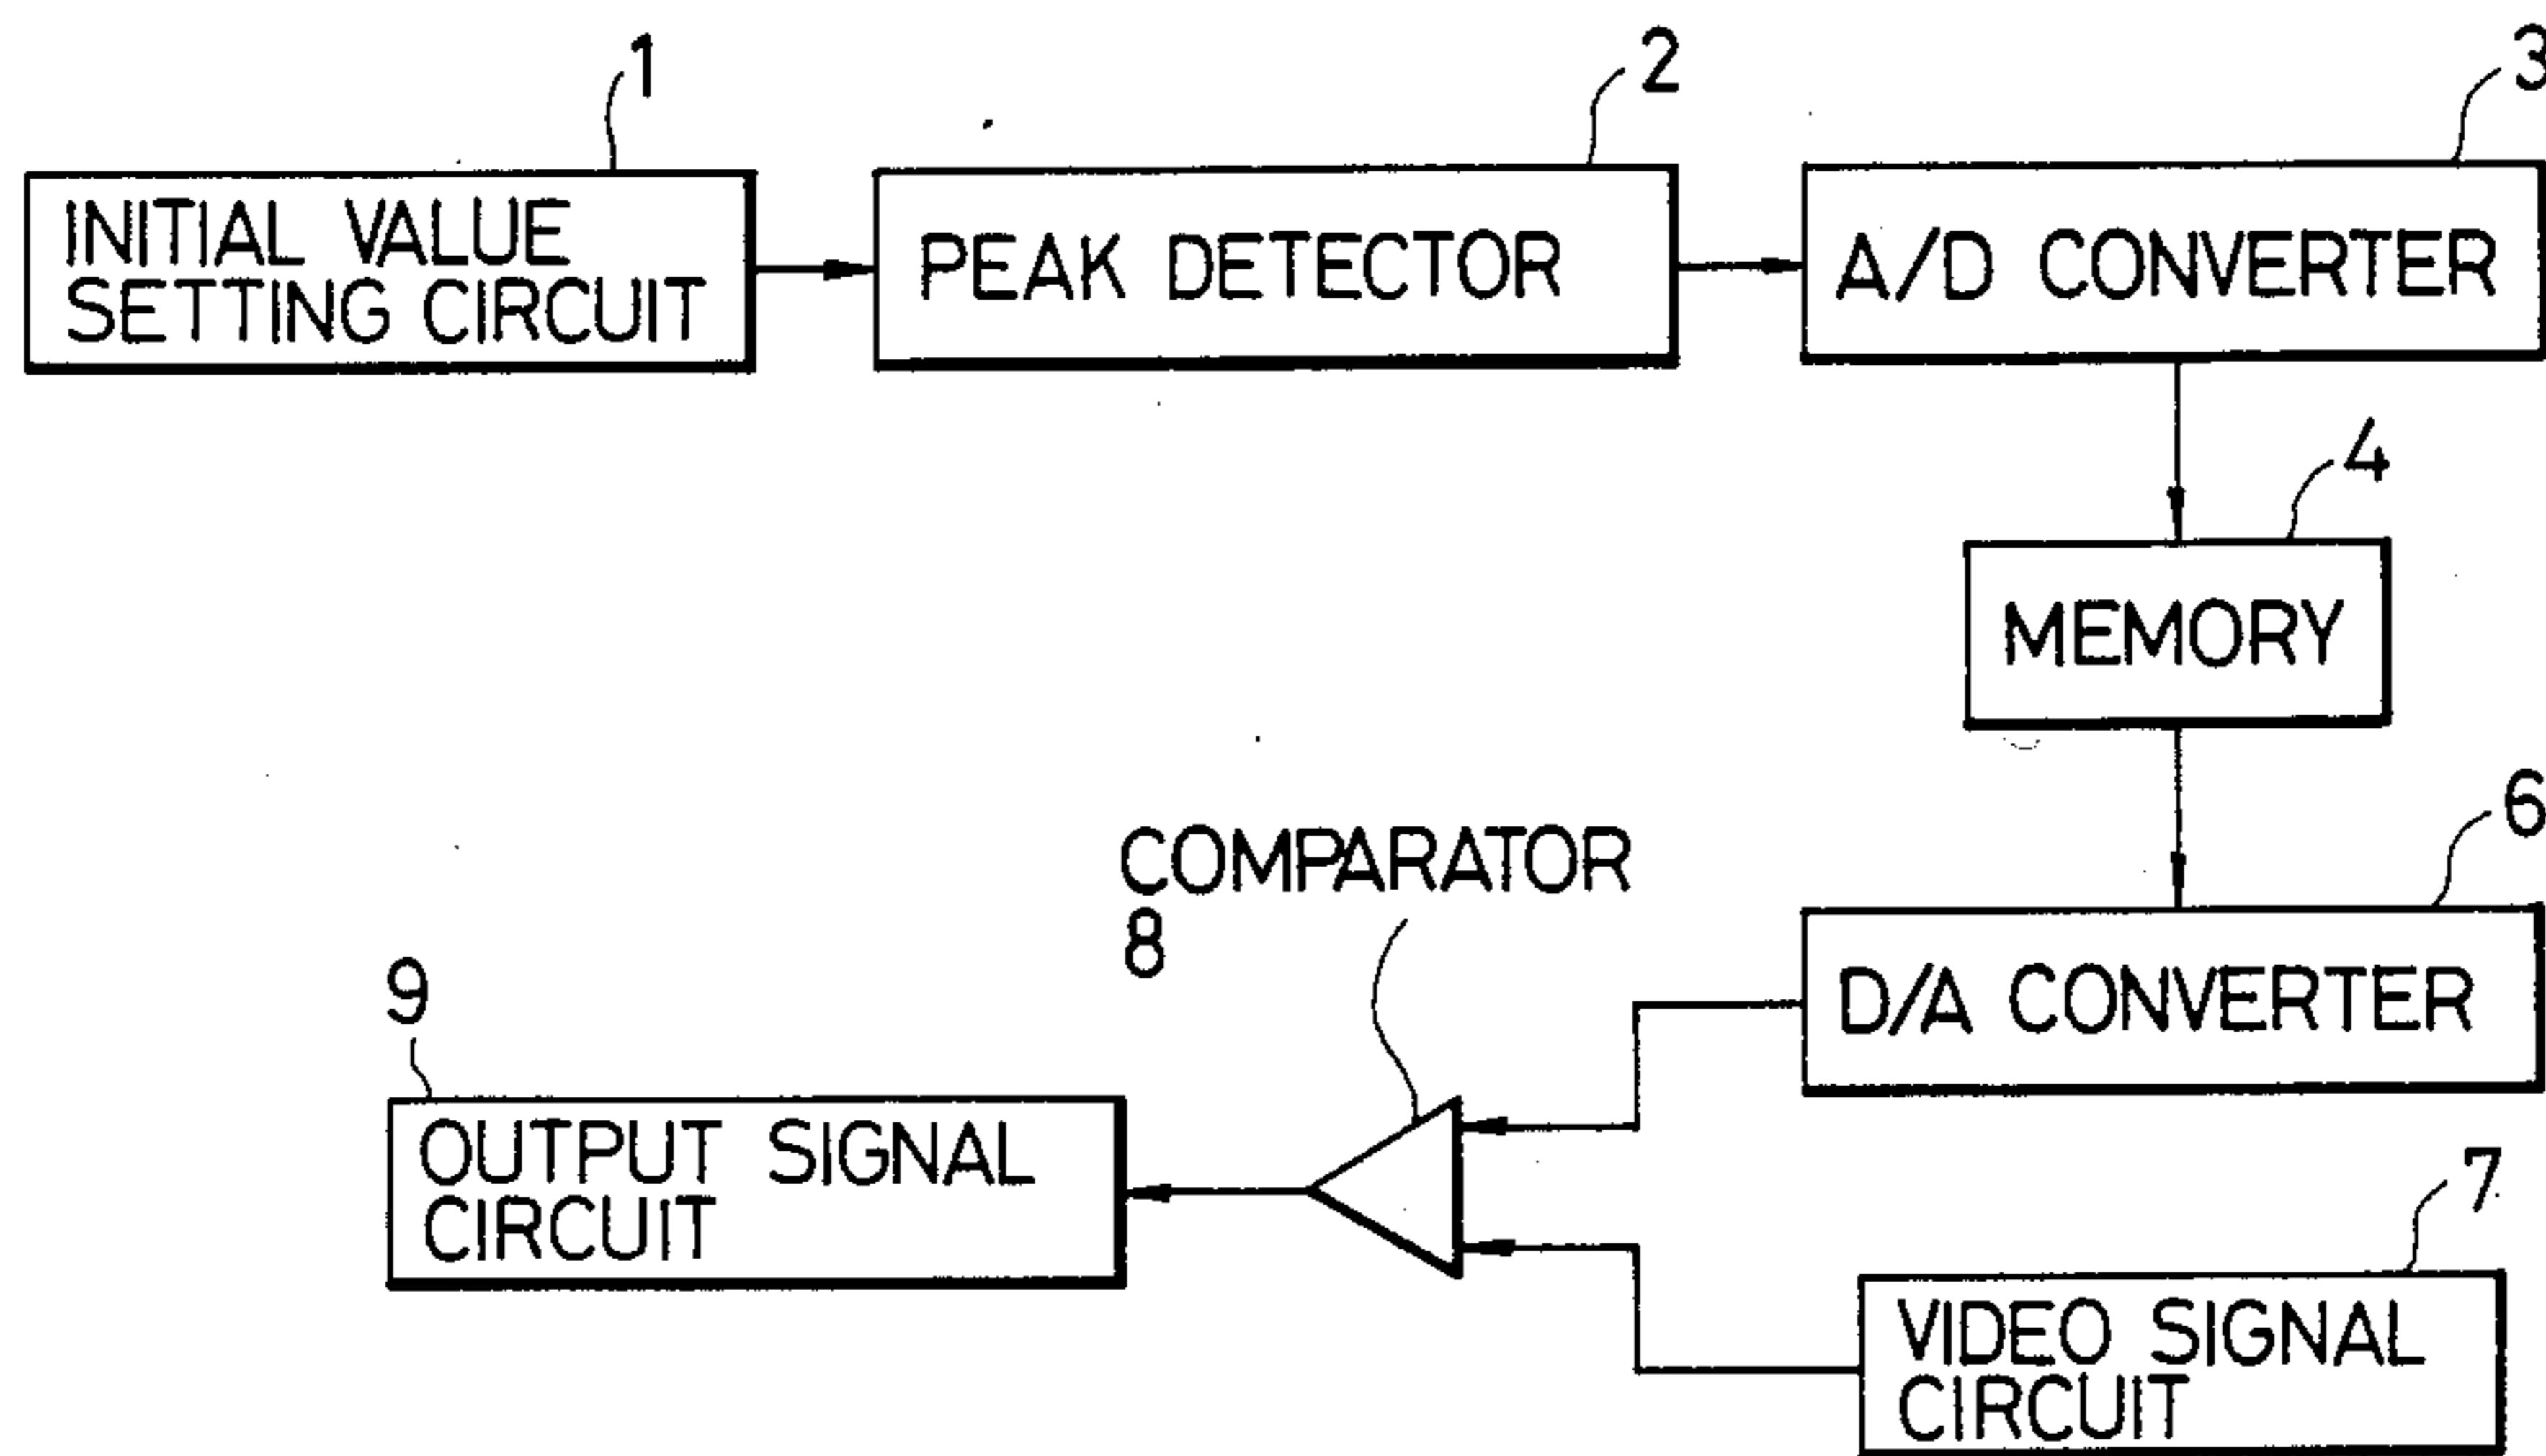 1
2
3
INITIAL VALUE
SETTING CIRCUIT
PEAK DETECTOR
A/D CONVERTER
4
MEMORY
6
COMPARATOR
8
D/A CONVERTER
9
OUTPUT SIGNAL
CIRCUIT
7
VIDEO SIGNAL
CIRCUIT